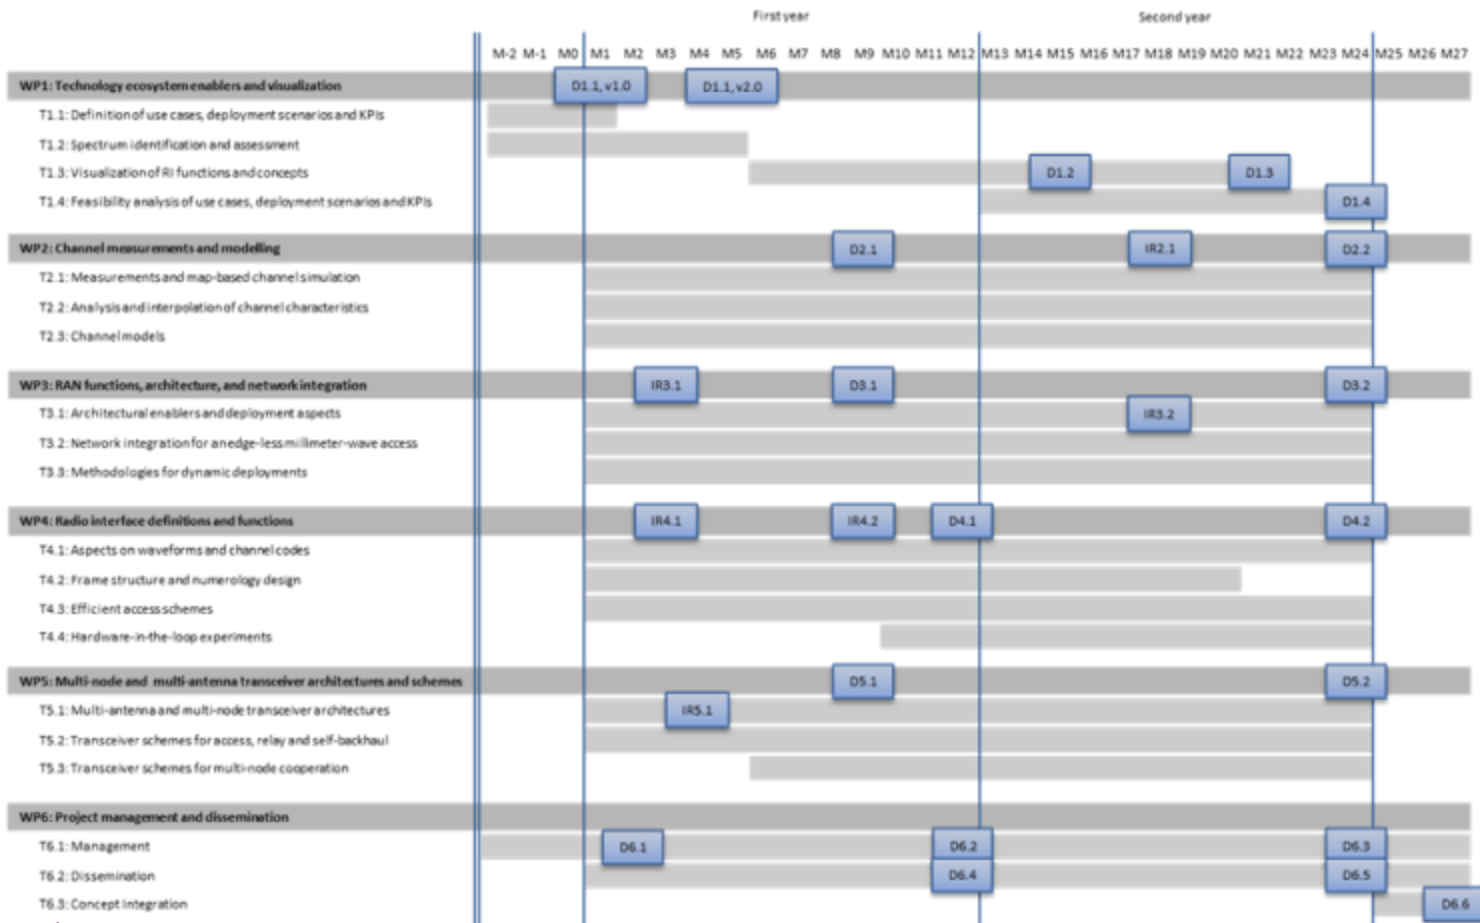 First year Second year
M-2 M-1 M0 M1 M2 M3 M4 M5 M6 M7 M8 M9 M10 M11 M12 M13 M14 M15 M16 M17 M18 M19 M20 M21 M22 M23 M24 M25 M26 M27
WP1: Technology ecosystem enablers and visualization D1.1, v1.0 D1.1, v2.0
T1.1: Definition of use cases, deployment scenarios and KPIs
T1.2: Spectrum identification and assessment
T1.3: Visualization of RI functions and concepts D1.2 D1.3
T1.4: Feasibility analysis of use cases, deployment scenarios and KPIs D1.4
WP2: Channel measurements and modelling D2.1 IR2.1 D2.2
T2.1: Measurements and map-based channel simulation
T2.2: Analysis and interpolation of channel characteristics
T2.3: Channel models
WP3: RAN functions, architecture, and network integration IR3.1 D3.1 D3.2
T3.1: Architectural enablers and deployment aspects IR3.2
T3.2: Network integration for an edge-less millimeter-wave access
T3.3: Methodologies for dynamic deployments
WP4: Radio interface definitions and functions IR4.1 IR4.2 D4.1 D4.2
T4.1: Aspects on waveforms and channel codes
T4.2: Frame structure and numerology design
T4.3: Efficient access schemes
T4.4: Hardware-in-the-loop experiments
WP5: Multi-node and multi-antenna transceiver architectures and schemes D5.1 D5.2
T5.1: Multi-antenna and multi-node transceiver architectures IR5.1
T5.2: Transceiver schemes for access, relay and self-backhaul
T5.3: Transceiver schemes for multi-node cooperation
WP6: Project management and dissemination
T6.1: Management D6.1 D6.2 D6.3
T6.2: Dissemination D6.4 D6.5
T6.3: Concept Integration D6.6